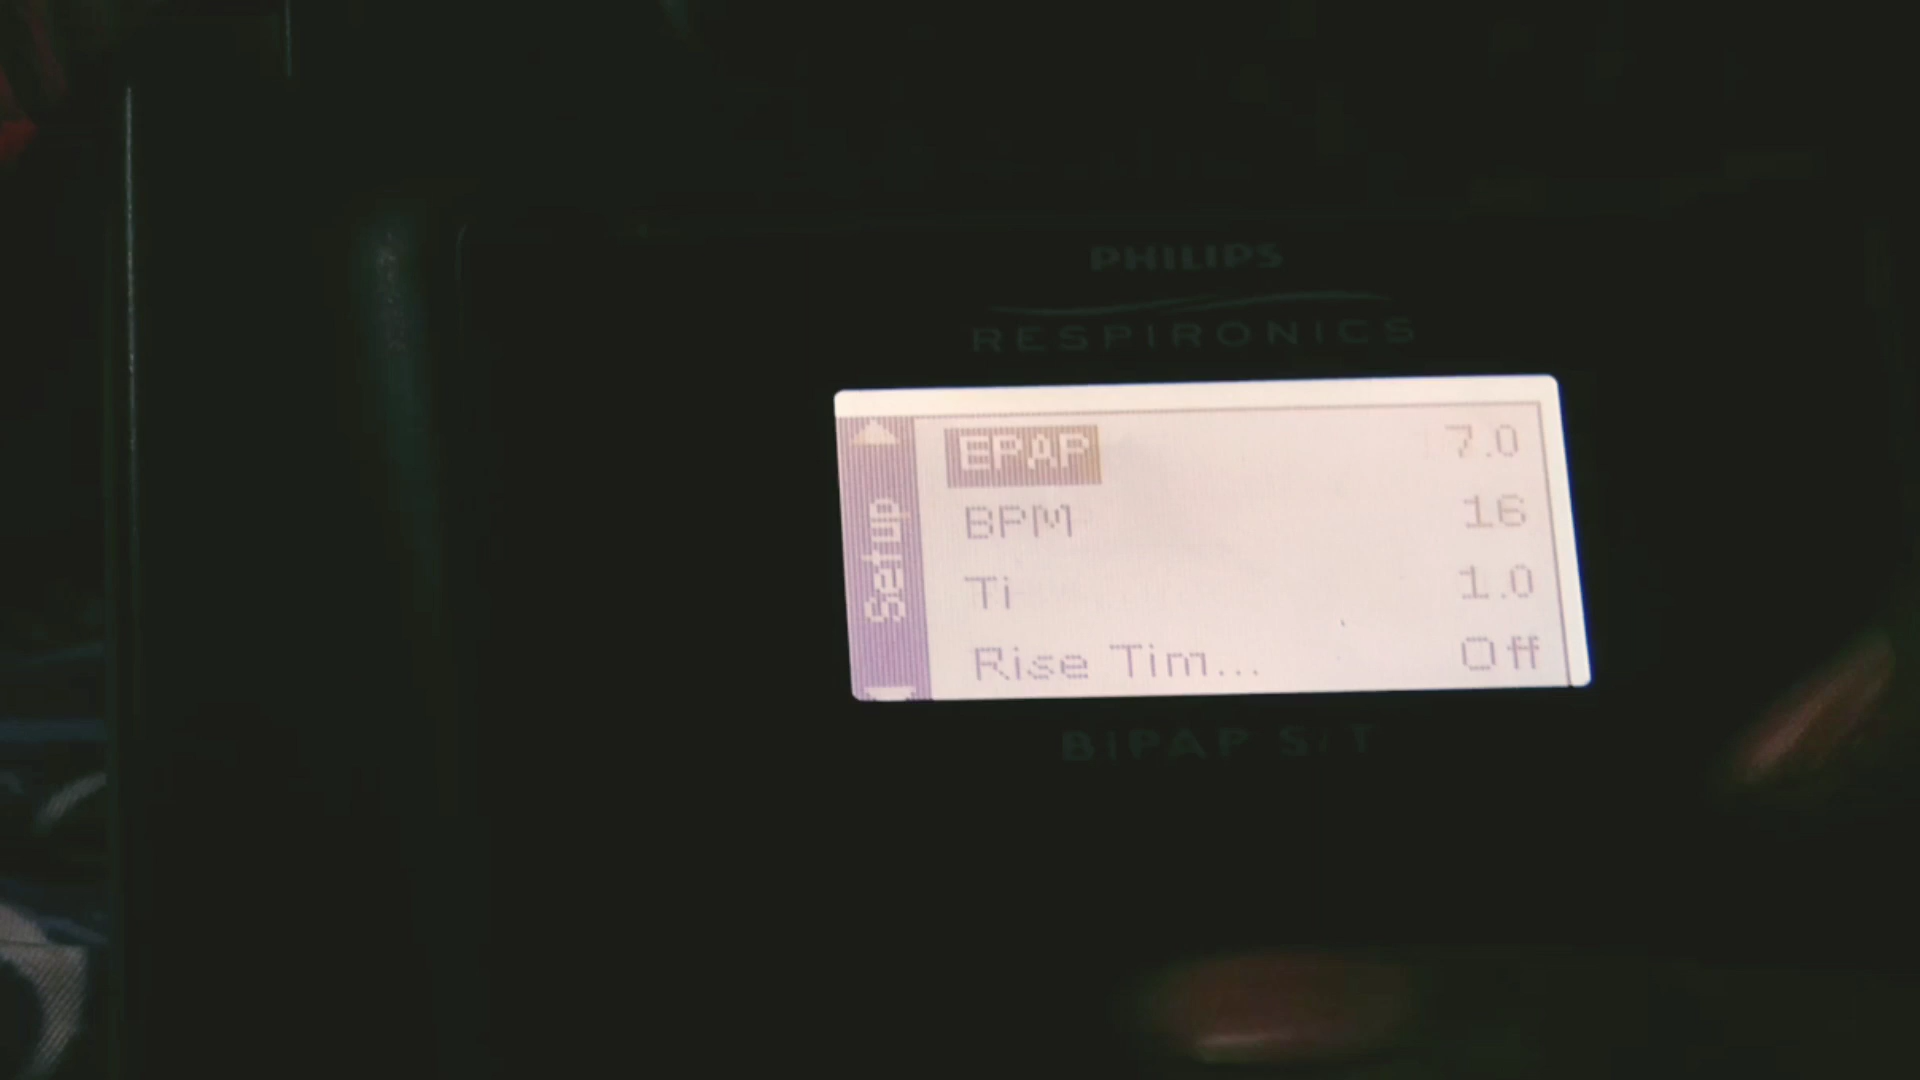 PHILIPS
RESPIRONICS
Setup
EPAP 7.0
BPM 16
Ti 1.0
Rise Tim... Off
BIPAP S/T